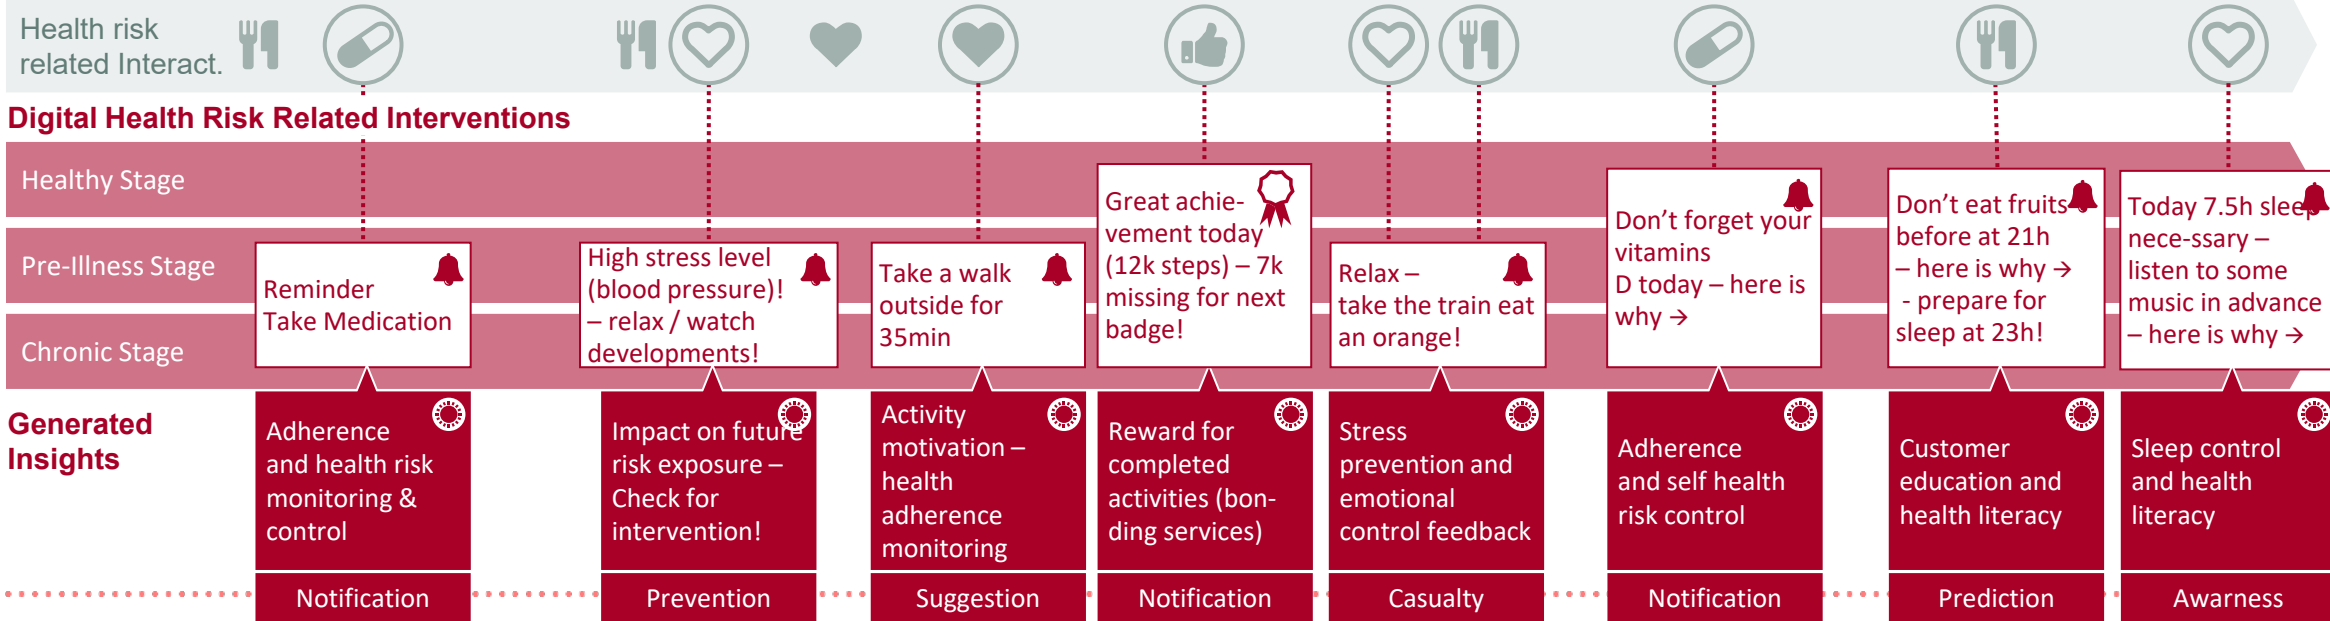 Health risk
related Interact.
Digital Health Risk Related Interventions
Healthy Stage
Pre-Illness Stage
Chronic Stage
Reminder
Take Medication
High stress level
(blood pressure)!
– relax / watch
developments!
Take a walk
outside for
35min
Great achie-
vement today
(12k steps) – 7k
missing for next
badge!
Relax –
take the train eat
an orange!
Don't forget your
vitamins
D today – here is
why →
Don't eat fruits
before at 21h
– here is why →
- prepare for
sleep at 23h!
Today 7.5h sleep
nece-ssary –
listen to some
music in advance
– here is why →
Generated
Insights
Adherence
and health risk
monitoring &
control
Impact on future
risk exposure –
Check for
intervention!
Activity
motivation –
health
adherence
monitoring
Reward for
completed
activities (bon-
ding services)
Stress
prevention and
emotional
control feedback
Adherence
and self health
risk control
Customer
education and
health literacy
Sleep control
and health
literacy
Notification
Prevention
Suggestion
Notification
Casualty
Notification
Prediction
Awarness